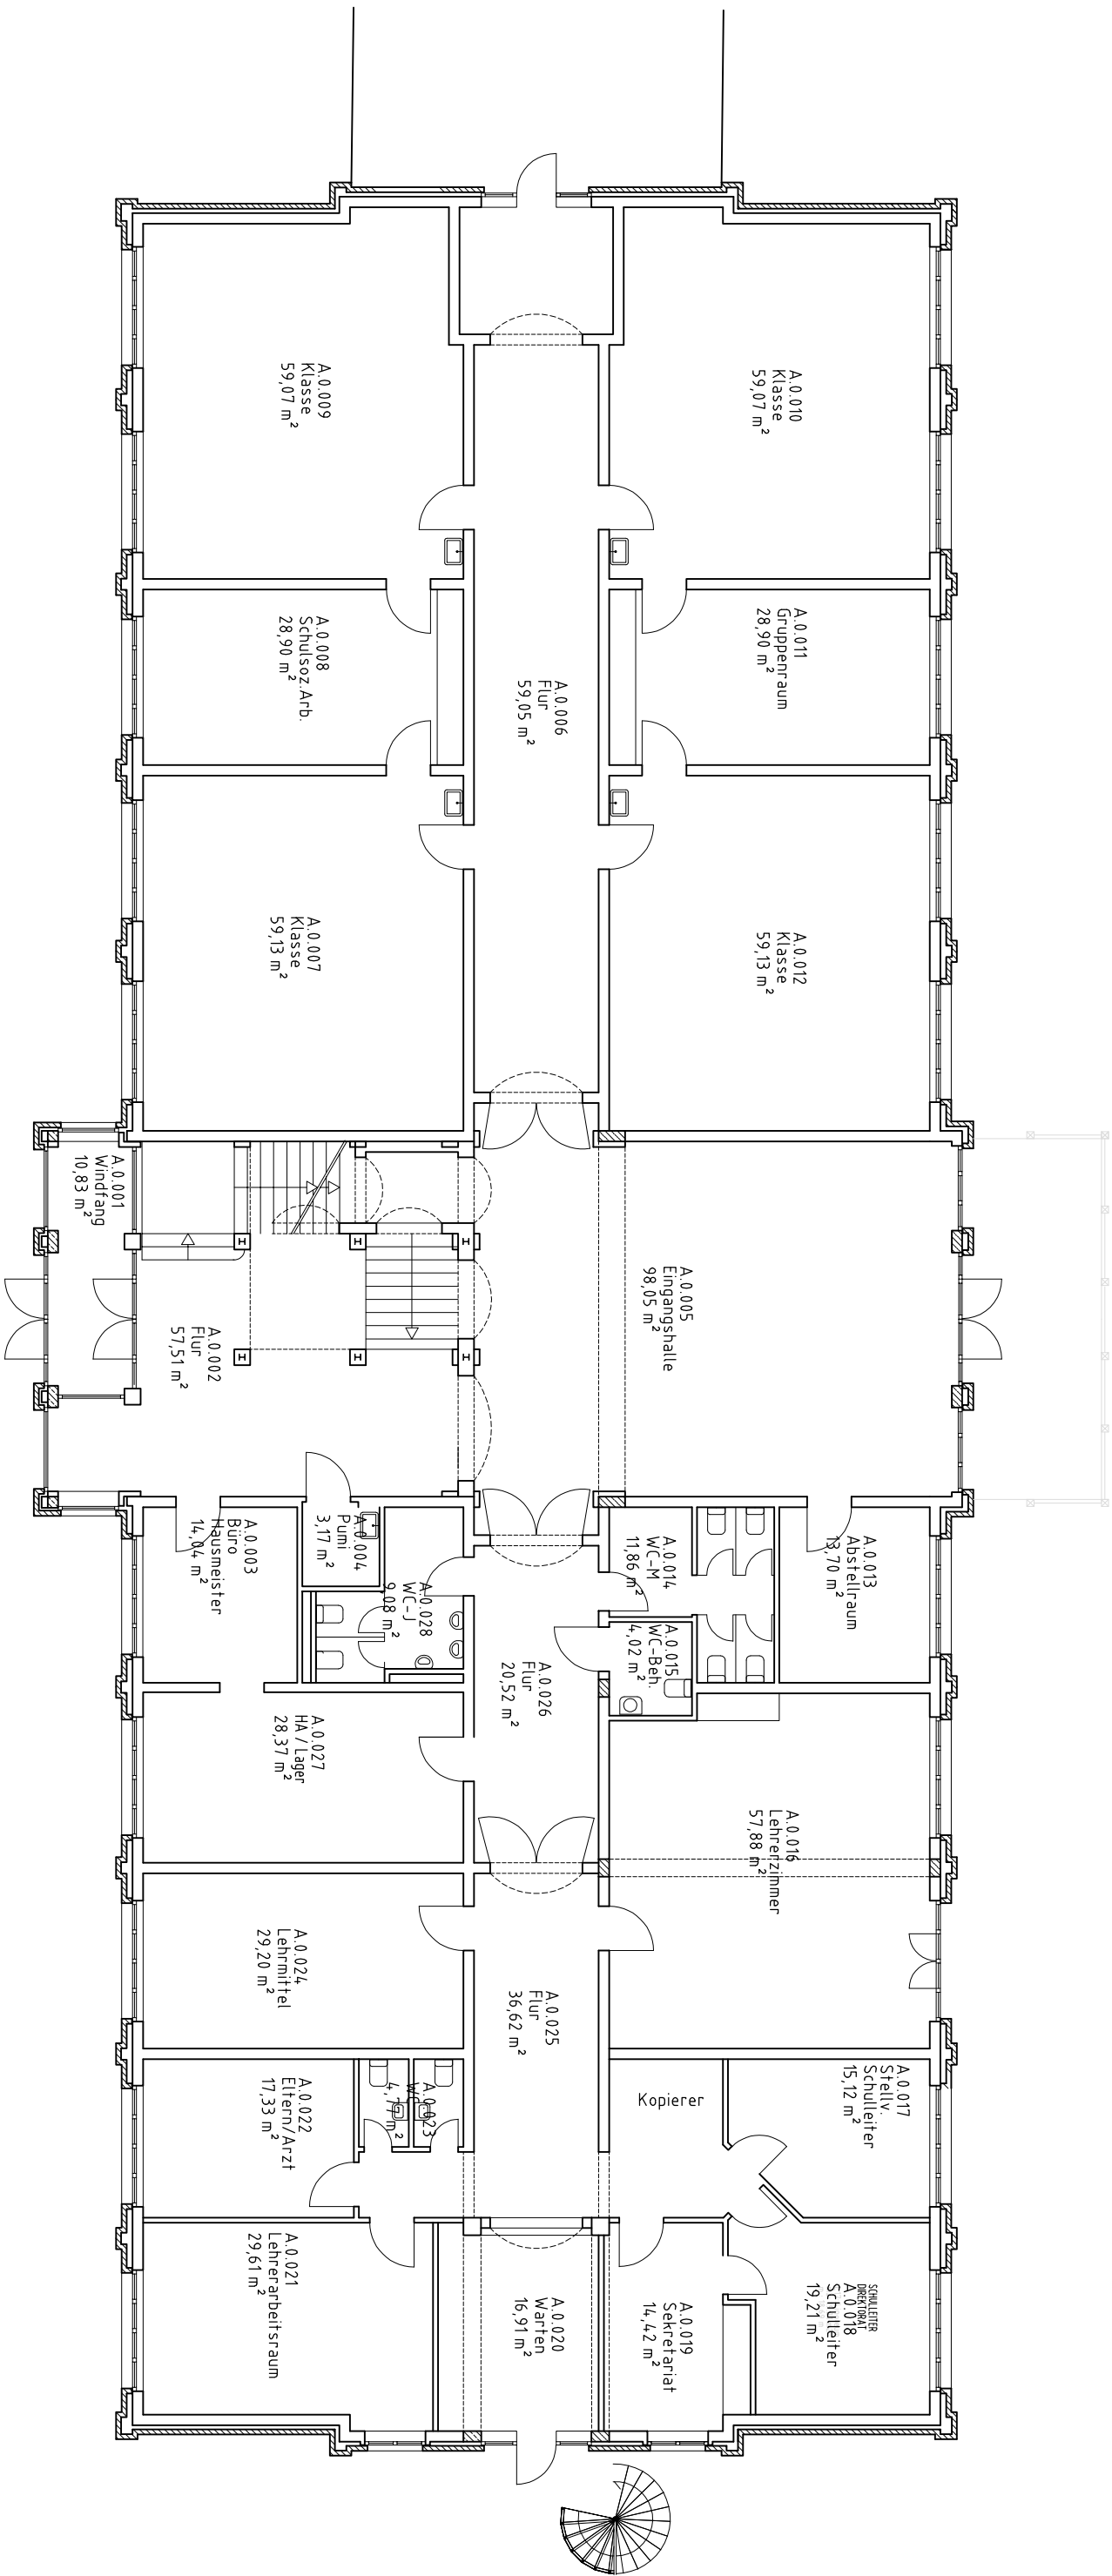 A.0.009
Klasse
59,07 m²
A.0.010
Klasse
59,07 m²
A.0.008
Schulsoz.Arb.
28,90 m²
A.0.006
Flur
59,05 m²
A.0.011
Gruppenraum
28,90 m²
A.0.007
Klasse
59,13 m²
A.0.012
Klasse
59,13 m²
A.0.001
Windfang
10,83 m²
A.0.002
Flur
57,51 m²
A.0.005
Eingangshalle
98,05 m²
A.0.003
Büro
Hausmeister
14,04 m²
A.0.004
Pumi
3,17 m²
A.0.028
WC-J
9,08 m²
A.0.014
WC-M
11,86 m²
A.0.013
Abstellraum
13,70 m²
A.0.015
WC-Beh.
4,02 m²
A.0.026
Flur
20,52 m²
A.0.027
HA / Lager
28,37 m²
A.0.016
Lehrerzimmer
57,88 m²
A.0.024
Lehrmittel
29,20 m²
A.0.025
Flur
36,62 m²
A.0.022
Eltern/Arzt
17,33 m²
A.0.023
WC
4,77 m²
Kopierer
A.0.017
Stellv.
Schulleiter
15,12 m²
A.0.021
Lehrerarbeitsraum
29,61 m²
A.0.020
Warten
16,91 m²
A.0.019
Sekretariat
14,42 m²
SCHULLEITER
DIREKTORAT
A.0.018
Schulleiter
19,21 m²